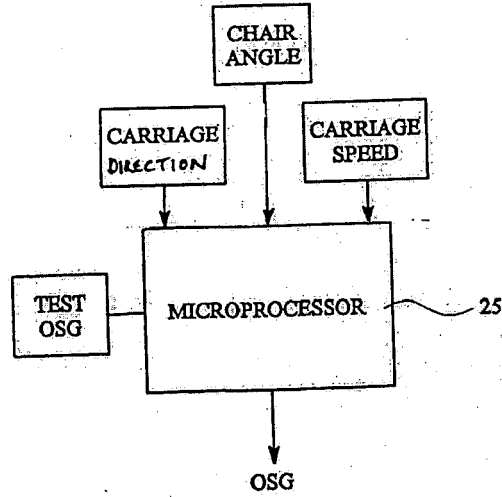 CHAIR
ANGLE
CARRIAGE
DIRECTION
CARRIAGE
SPEED
TEST
OSG
MICROPROCESSOR
25
OSG